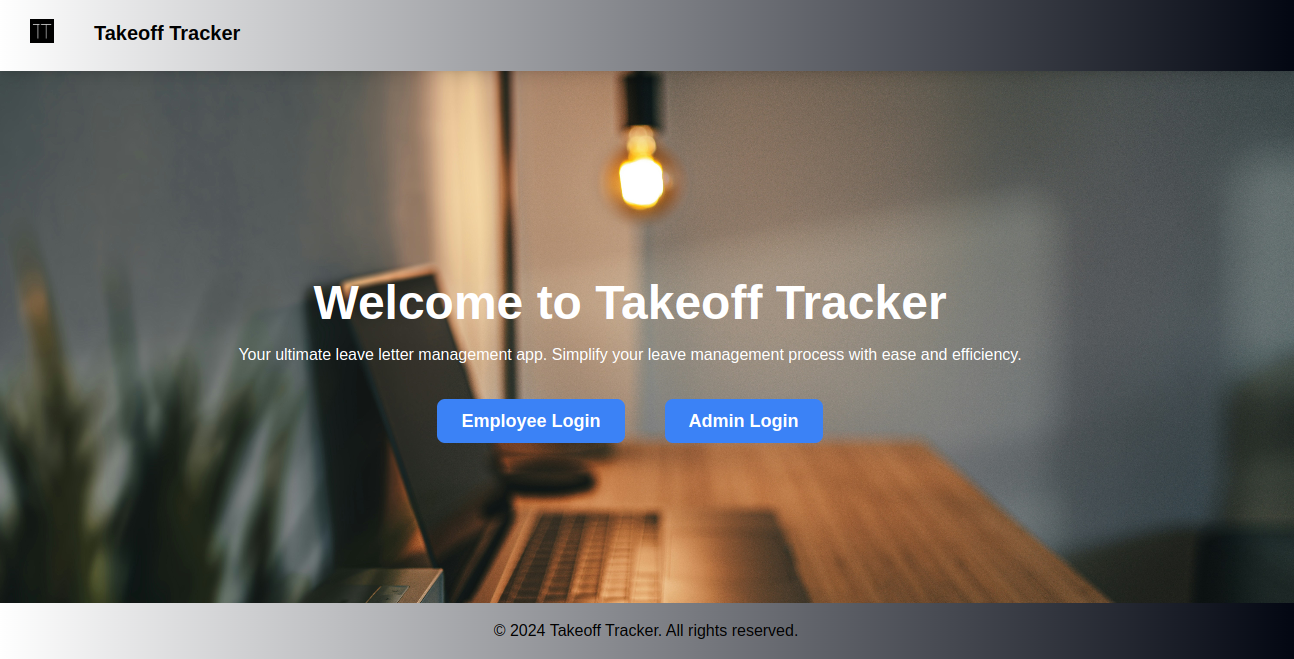 TT
Takeoff Tracker
Welcome to Takeoff Tracker
Your ultimate leave letter management app. Simplify your leave management process with ease and efficiency.
Employee Login
Admin Login
© 2024 Takeoff Tracker. All rights reserved.